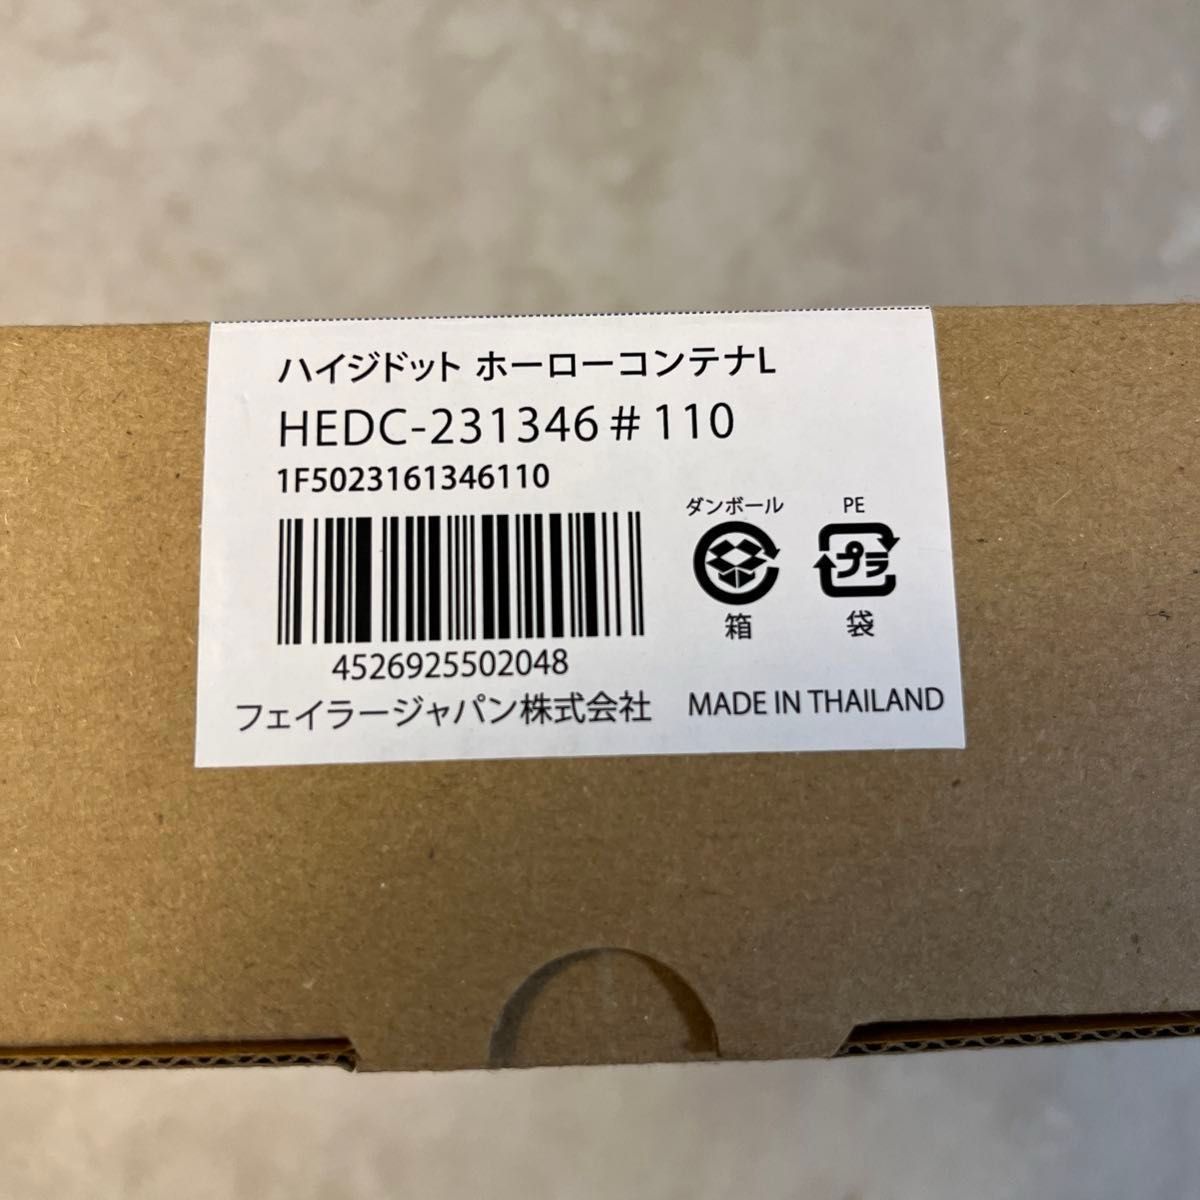 ハイジドット ホーローコンテナL
HEDC-231346＃110
1F5023161346110
ダンボール
箱
PE
プラ
袋
4526925502048
フェイラージャパン株式会社
MADE IN THAILAND